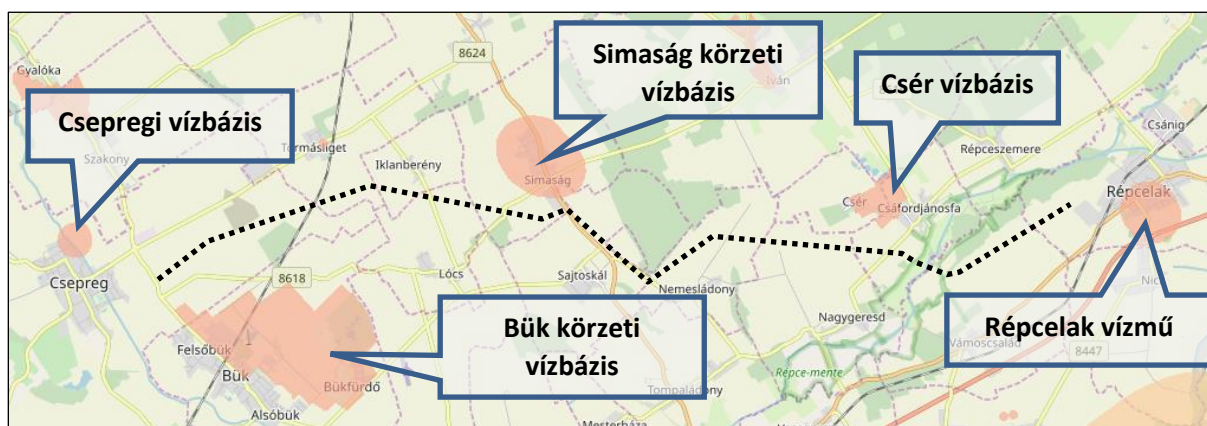 Gyalóka
Csepregi vízbázis
Szakony
Csepreg
Tormásliget
Iklanberény
8624
Simaság körzeti
vízbázis
Simaság
Iván
Csér vízbázis
Csér
Csáfordjánosfa
Répceszemere
Csánig
Répcelak
Répcelak vízmű
8618
Lócs
Sajtoskál
Nemesládony
Nagygeresd
Vámoscsalád
8447
Felsőbük
Bük
Bükfürdő
Alsóbük
Bük körzeti
vízbázis
Tompaládony
Mesterháza
Répce-mente